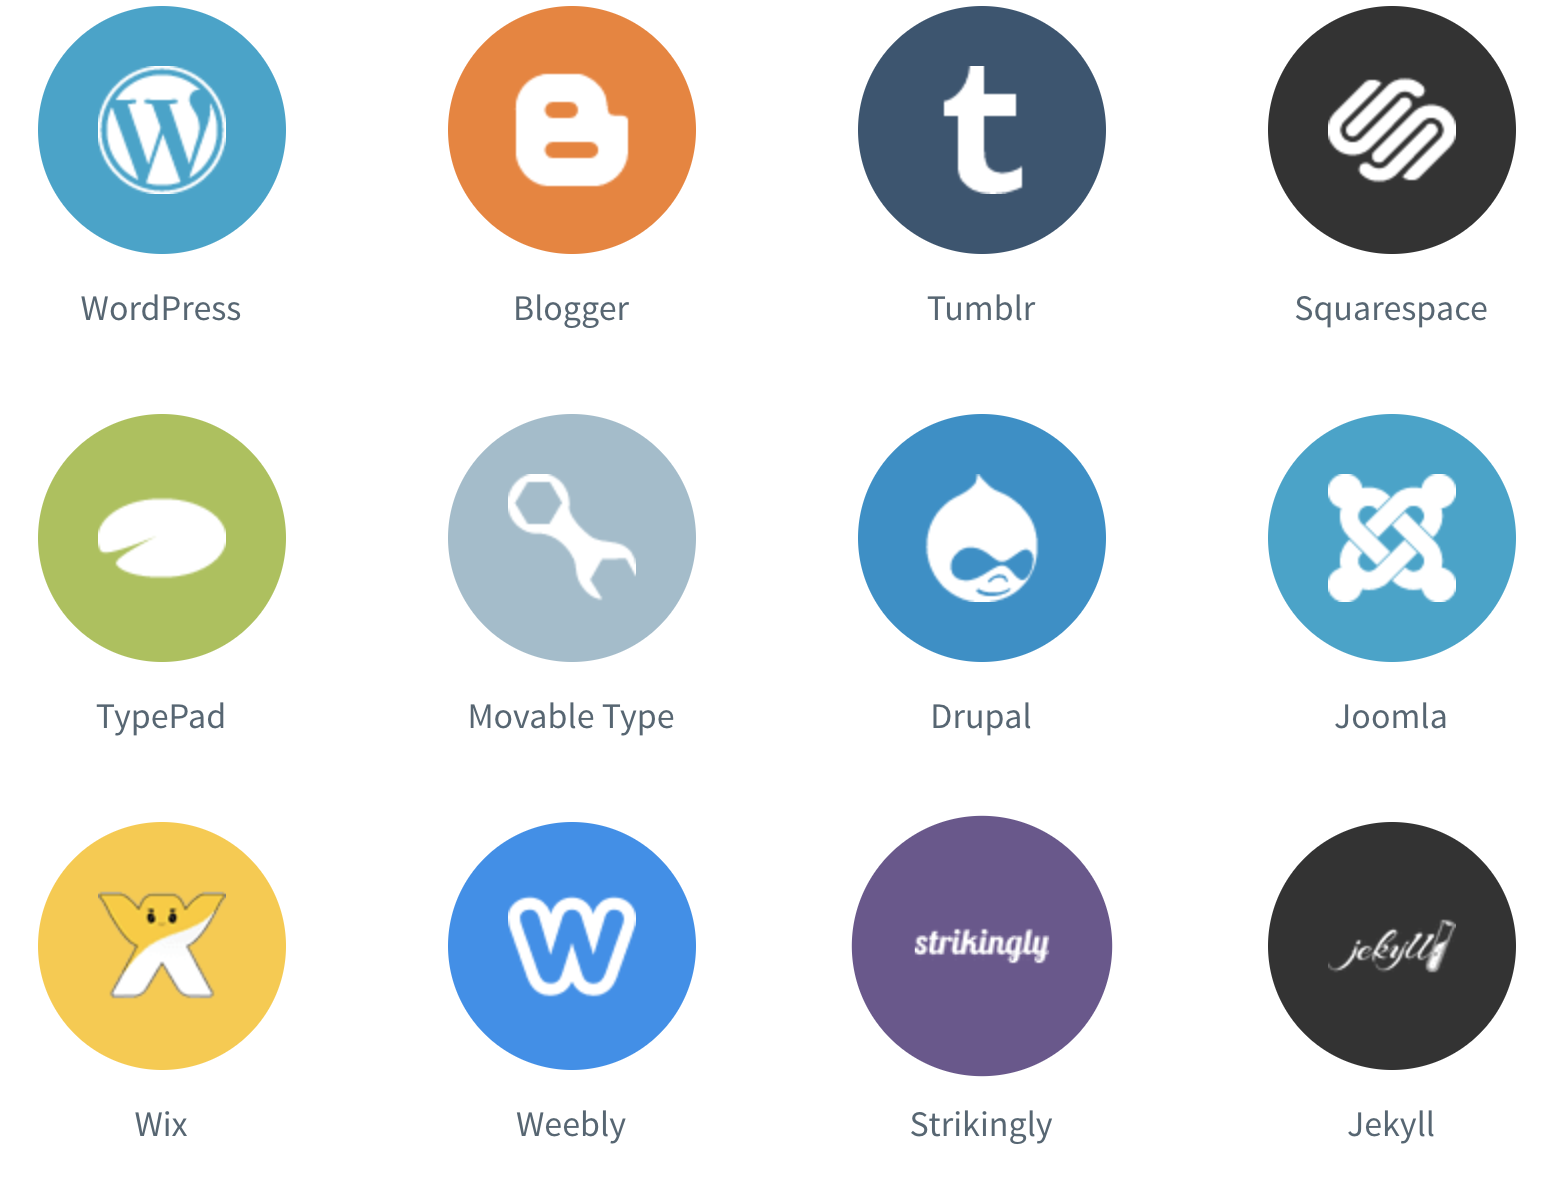 WordPress
Blogger
Tumblr
Squarespace
TypePad
Movable Type
Drupal
Joomla
strikingly
jekyll
Wix
Weebly
Strikingly
Jekyll